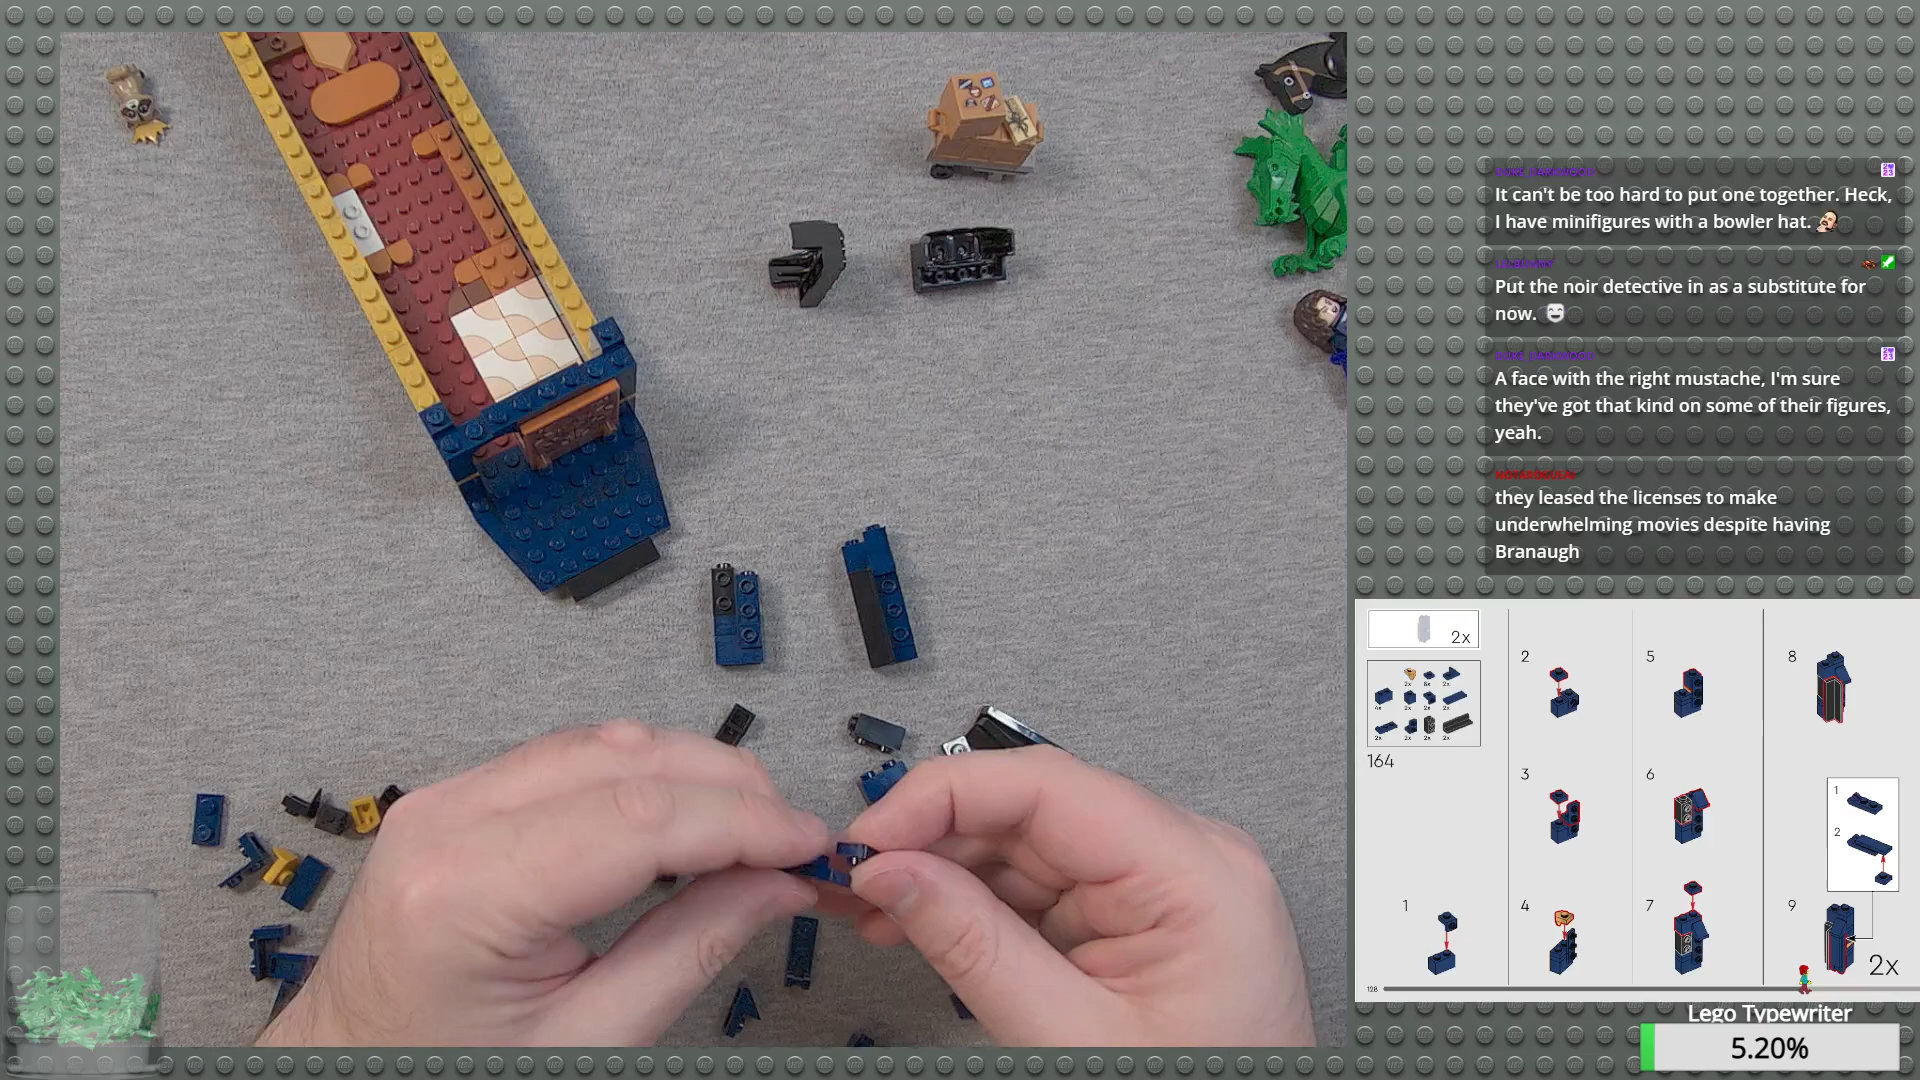 It can't be too hard to put one together. Heck,
I have minifigures with a bowler hat.
Put the noir detective in as a substitute for
now.
A face with the right mustache, I'm sure
they've got that kind on some of their figures,
yeah.
they leased the licenses to make
underwhelming movies despite having
Branaugh
2x
164
1
2
3
4
5
6
7
8
1
2
9
2x
128
Lego Typewriter
5.20%